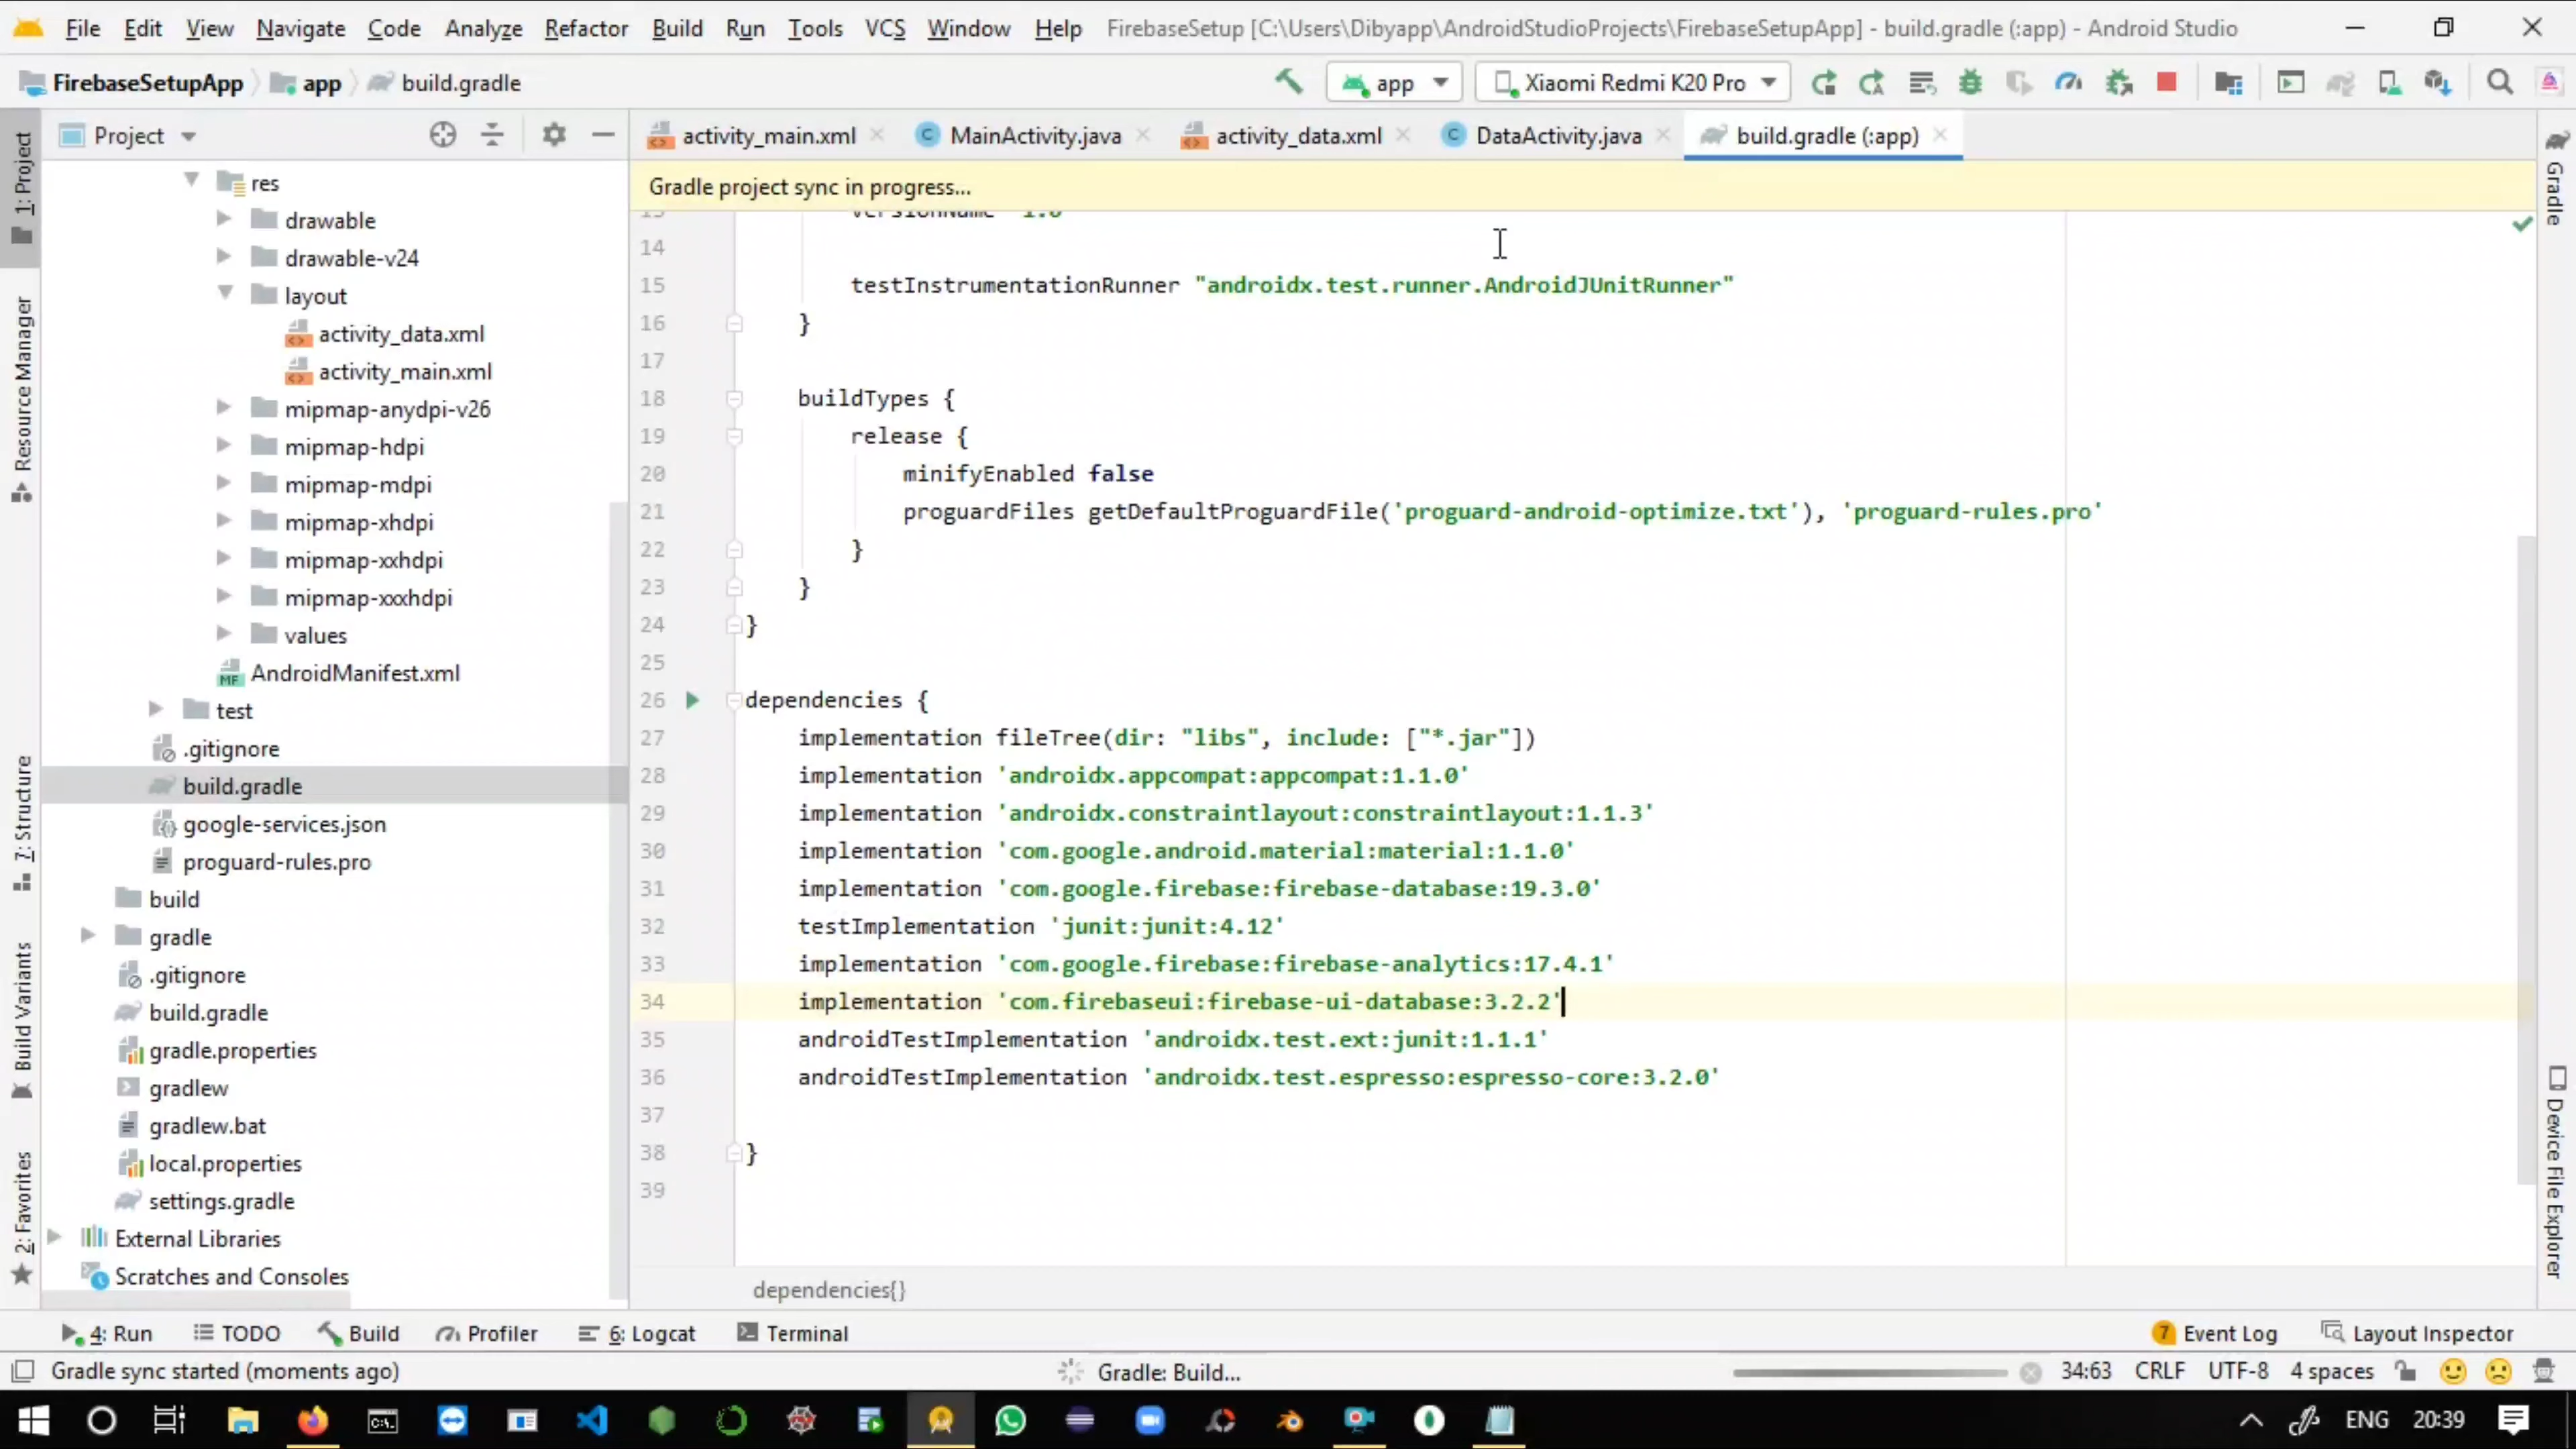 File Edit View Navigate Code Analyze Refactor Build Run Tools VCS Window Help FirebaseSetup [C:\Users\Dibyapp\AndroidStudioProjects\FirebaseSetupApp] - build.gradle (:app) - Android Studio
FirebaseSetupApp app build.gradle app Xiaomi Redmi K20 Pro
Project activity_main.xml MainActivity.java activity_data.xml DataActivity.java build.gradle (:app)
Gradle project sync in progress...
1: Project
Resource Manager
7: Structure
Build Variants
2: Favorites
res
drawable
drawable-v24
layout
activity_data.xml
activity_main.xml
mipmap-anydpi-v26
mipmap-hdpi
mipmap-mdpi
mipmap-xhdpi
mipmap-xxhdpi
mipmap-xxxhdpi
values
MF AndroidManifest.xml
test
.gitignore
build.gradle
google-services.json
proguard-rules.pro
build
gradle
.gitignore
build.gradle
gradle.properties
gradlew
gradlew.bat
local.properties
settings.gradle
External Libraries
Scratches and Consoles
13 versionName "1.0"
14
15 testInstrumentationRunner "androidx.test.runner.AndroidJUnitRunner"
16 }
17
18 buildTypes {
19 release {
20 minifyEnabled false
21 proguardFiles getDefaultProguardFile('proguard-android-optimize.txt'), 'proguard-rules.pro'
22 }
23 }
24 }
25
26 dependencies {
27 implementation fileTree(dir: "libs", include: ["*.jar"])
28 implementation 'androidx.appcompat:appcompat:1.1.0'
29 implementation 'androidx.constraintlayout:constraintlayout:1.1.3'
30 implementation 'com.google.android.material:material:1.1.0'
31 implementation 'com.google.firebase:firebase-database:19.3.0'
32 testImplementation 'junit:junit:4.12'
33 implementation 'com.google.firebase:firebase-analytics:17.4.1'
34 implementation 'com.firebaseui:firebase-ui-database:3.2.2'
35 androidTestImplementation 'androidx.test.ext:junit:1.1.1'
36 androidTestImplementation 'androidx.test.espresso:espresso-core:3.2.0'
37
38 }
39
dependencies{}
Gradle
Device File Explorer
4: Run TODO Build Profiler 6: Logcat Terminal 7 Event Log Layout Inspector
Gradle sync started (moments ago) Gradle: Build... 34:63 CRLF UTF-8 4 spaces
ENG 20:39